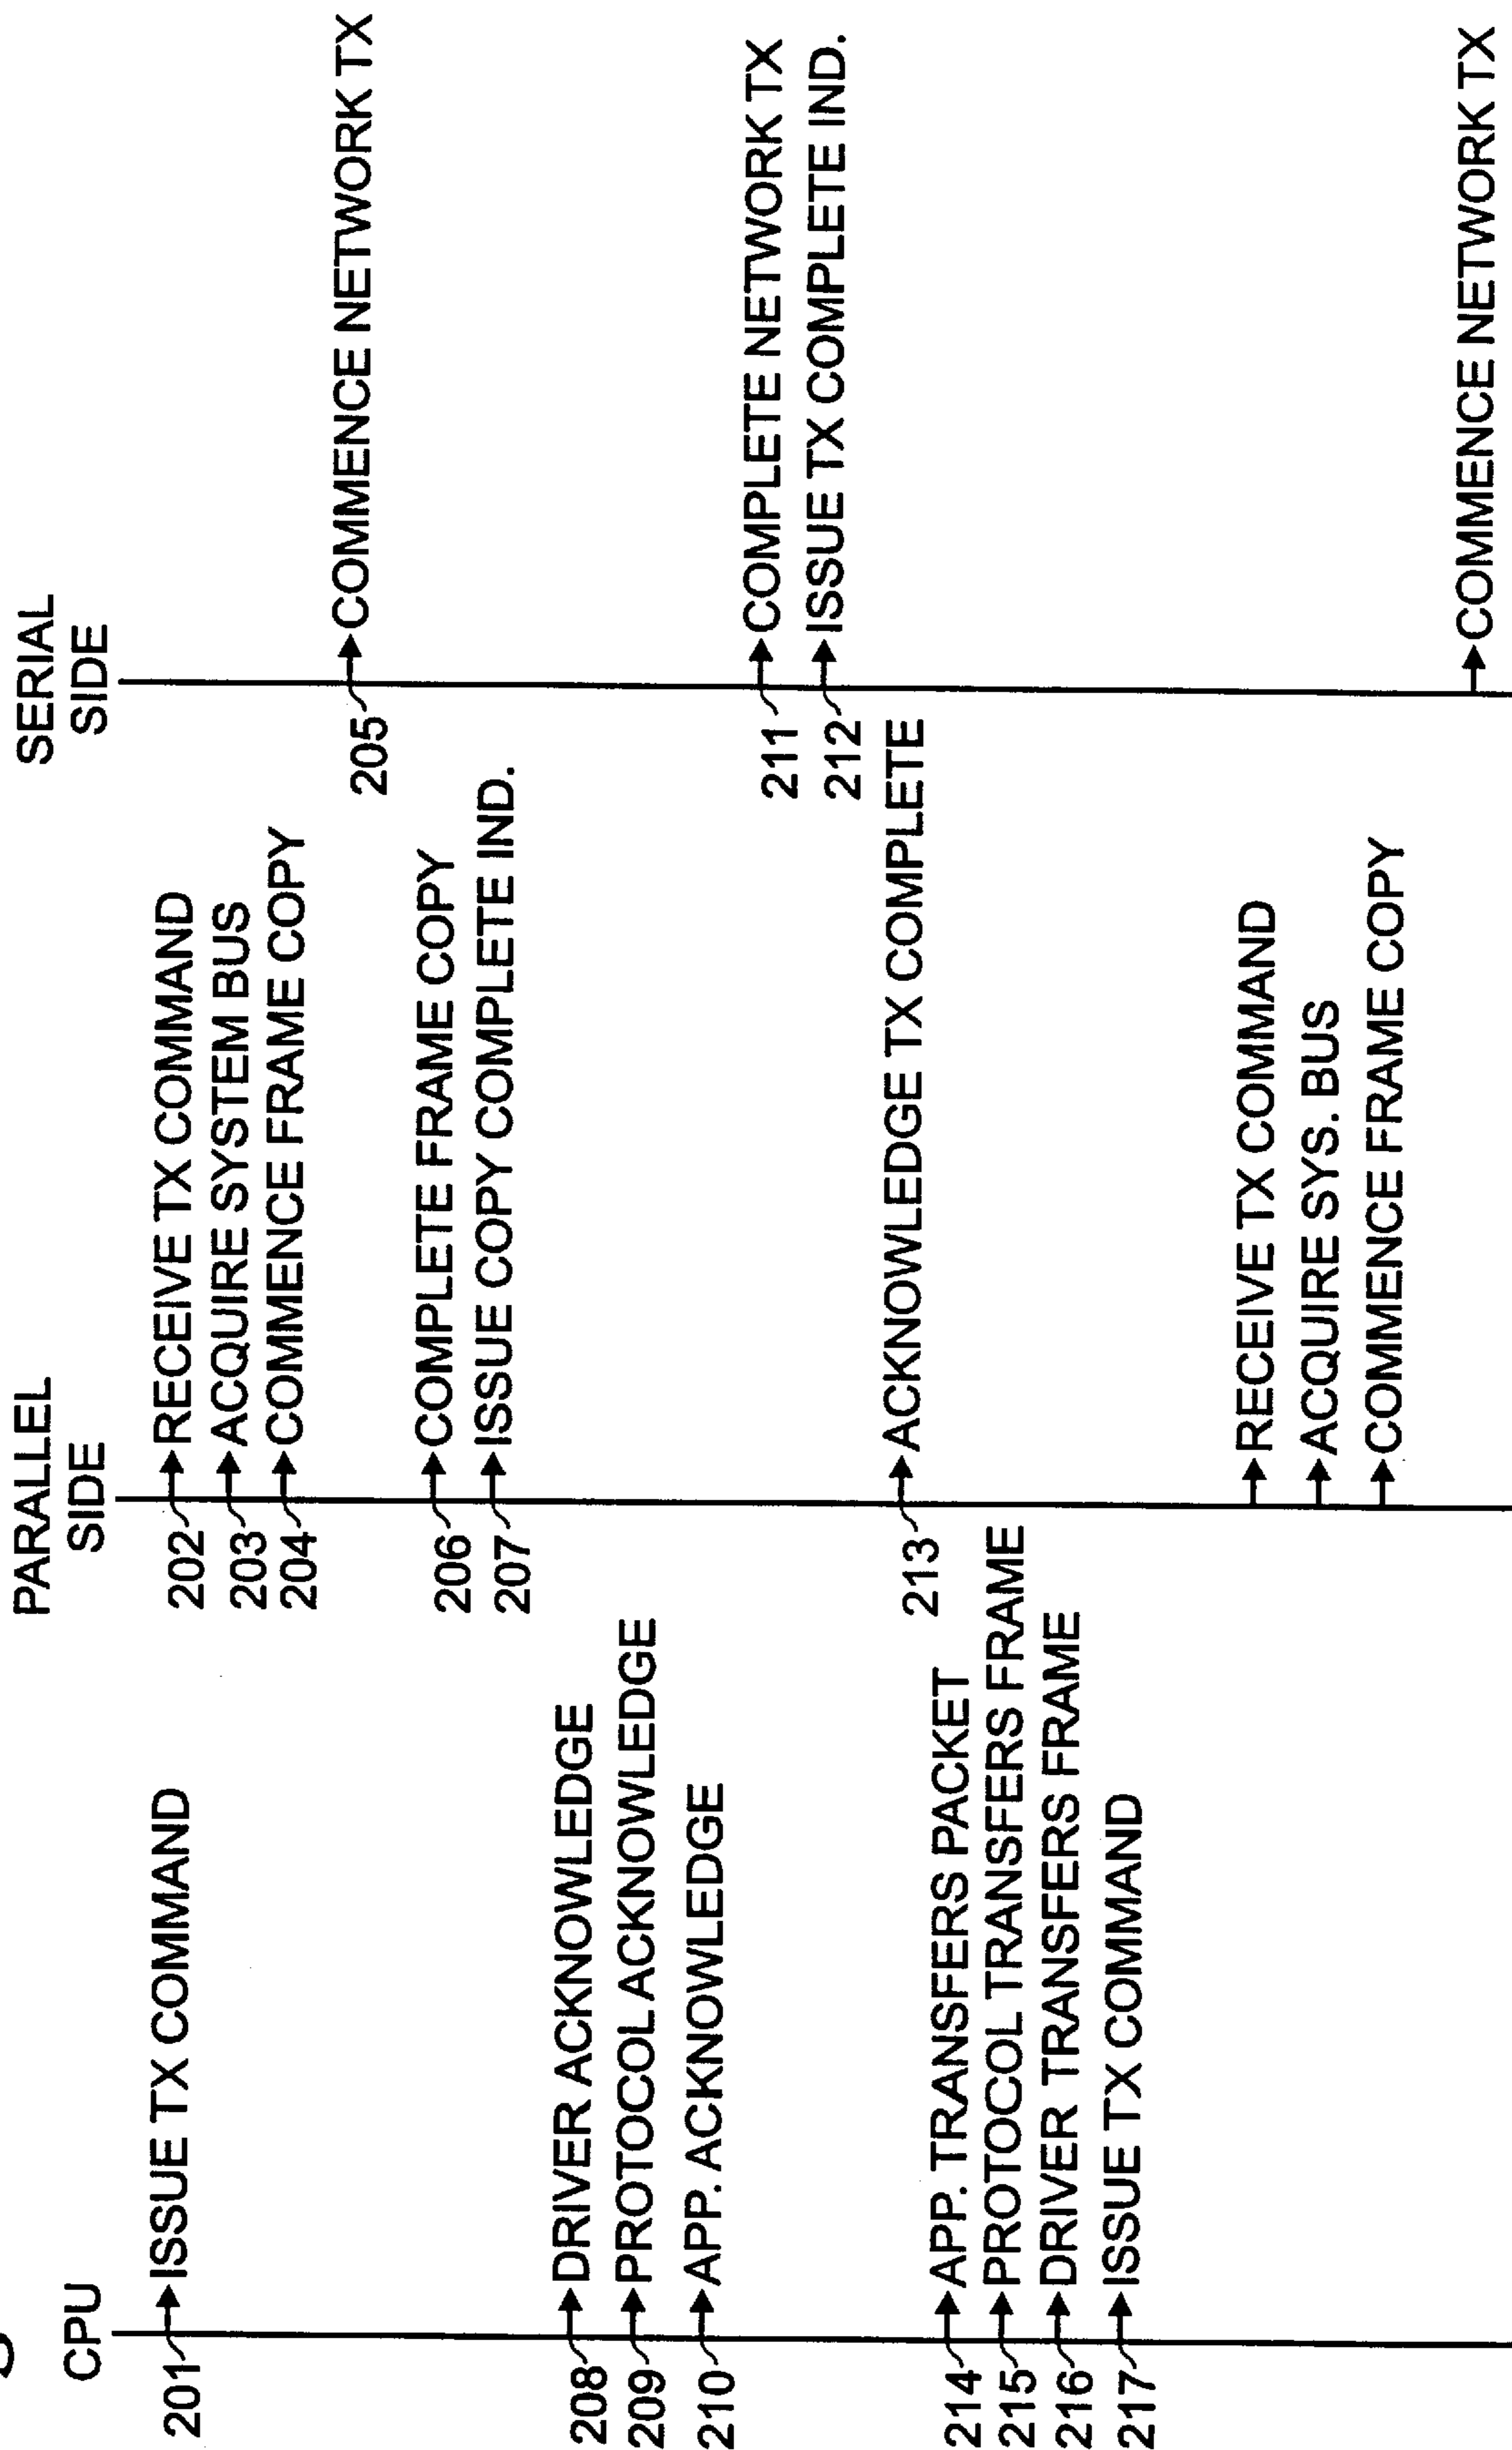 CPU
201 ISSUE TX COMMAND
208 DRIVER ACKNOWLEDGE
209 PROTOCOL ACKNOWLEDGE
210 APP. ACKNOWLEDGE
214 APP. TRANSFERS PACKET
215 PROTOCOL TRANSFERS FRAME
216 DRIVER TRANSFERS FRAME
217 ISSUE TX COMMAND
PARALLEL
SIDE
202 RECEIVE TX COMMAND
203 ACQUIRE SYSTEM BUS
204 COMMENCE FRAME COPY
206 COMPLETE FRAME COPY
207 ISSUE COPY COMPLETE IND.
213 ACKNOWLEDGE TX COMPLETE
RECEIVE TX COMMAND
ACQUIRE SYS. BUS
COMMENCE FRAME COPY
SERIAL
SIDE
205 COMMENCE NETWORK TX
211 COMPLETE NETWORK TX
212 ISSUE TX COMPLETE IND.
COMMENCE NETWORK TX